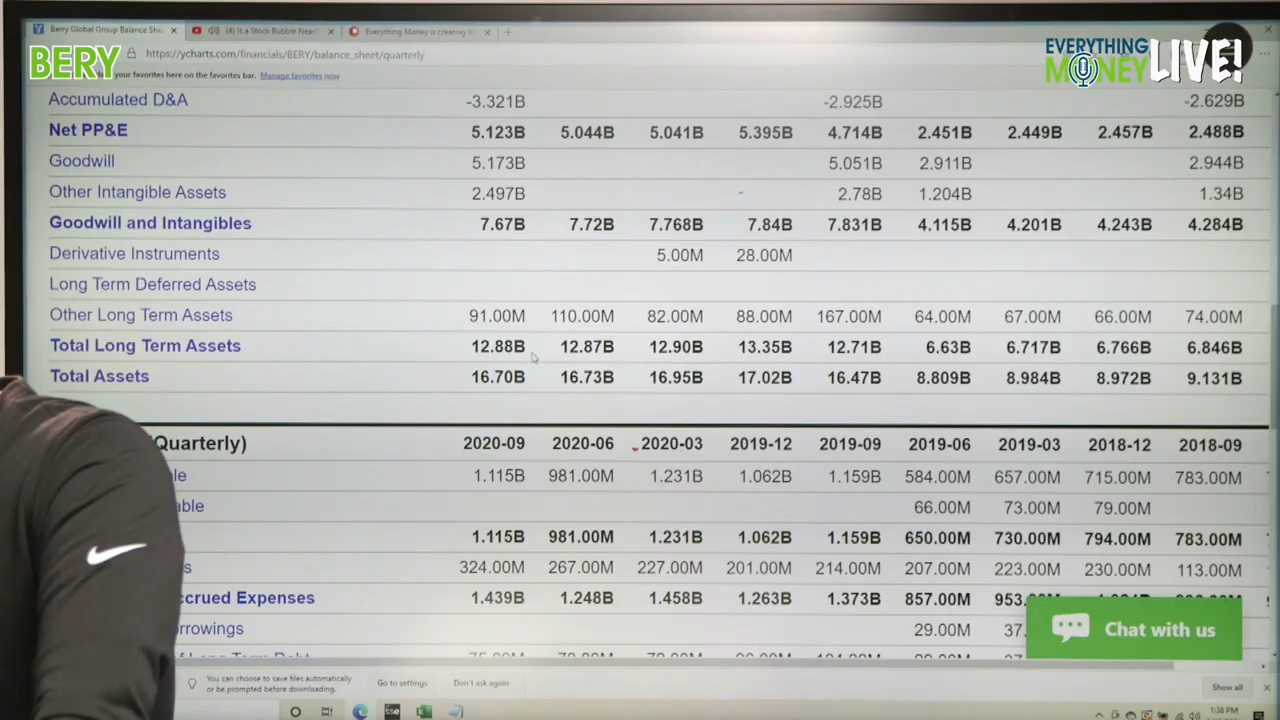 Berry Global Group Balance She
(4) Is a Stock Bubble Near
Everything Money is creating
BERY
https://ycharts.com/financials/BERY/balance_sheet/quarterly
EVERYTHING MONEY LIVE!
your favorites here on the favorites bar. Manage favorites now
Accumulated D&A -3.321B -2.925B -2.629B
Net PP&E 5.123B 5.044B 5.041B 5.395B 4.714B 2.451B 2.449B 2.457B 2.488B
Goodwill 5.173B 5.051B 2.911B 2.944B
Other Intangible Assets 2.497B 2.78B 1.204B 1.34B
Goodwill and Intangibles 7.67B 7.72B 7.768B 7.84B 7.831B 4.115B 4.201B 4.243B 4.284B
Derivative Instruments 5.00M 28.00M
Long Term Deferred Assets
Other Long Term Assets 91.00M 110.00M 82.00M 88.00M 167.00M 64.00M 67.00M 66.00M 74.00M
Total Long Term Assets 12.88B 12.87B 12.90B 13.35B 12.71B 6.63B 6.717B 6.766B 6.846B
Total Assets 16.70B 16.73B 16.95B 17.02B 16.47B 8.809B 8.984B 8.972B 9.131B
(Quarterly) 2020-09 2020-06 2020-03 2019-12 2019-09 2019-06 2019-03 2018-12 2018-09
le 1.115B 981.00M 1.231B 1.062B 1.159B 584.00M 657.00M 715.00M 783.00M
able 66.00M 73.00M 79.00M
1.115B 981.00M 1.231B 1.062B 1.159B 650.00M 730.00M 794.00M 783.00M
s 324.00M 267.00M 227.00M 201.00M 214.00M 207.00M 223.00M 230.00M 113.00M
ccrued Expenses 1.439B 1.248B 1.458B 1.263B 1.373B 857.00M 953.
rrowings 29.00M 37.
Chat with us
You can choose to save files automatically
or be prompted before downloading.
Go to settings Don't ask again Show all
1:38 PM